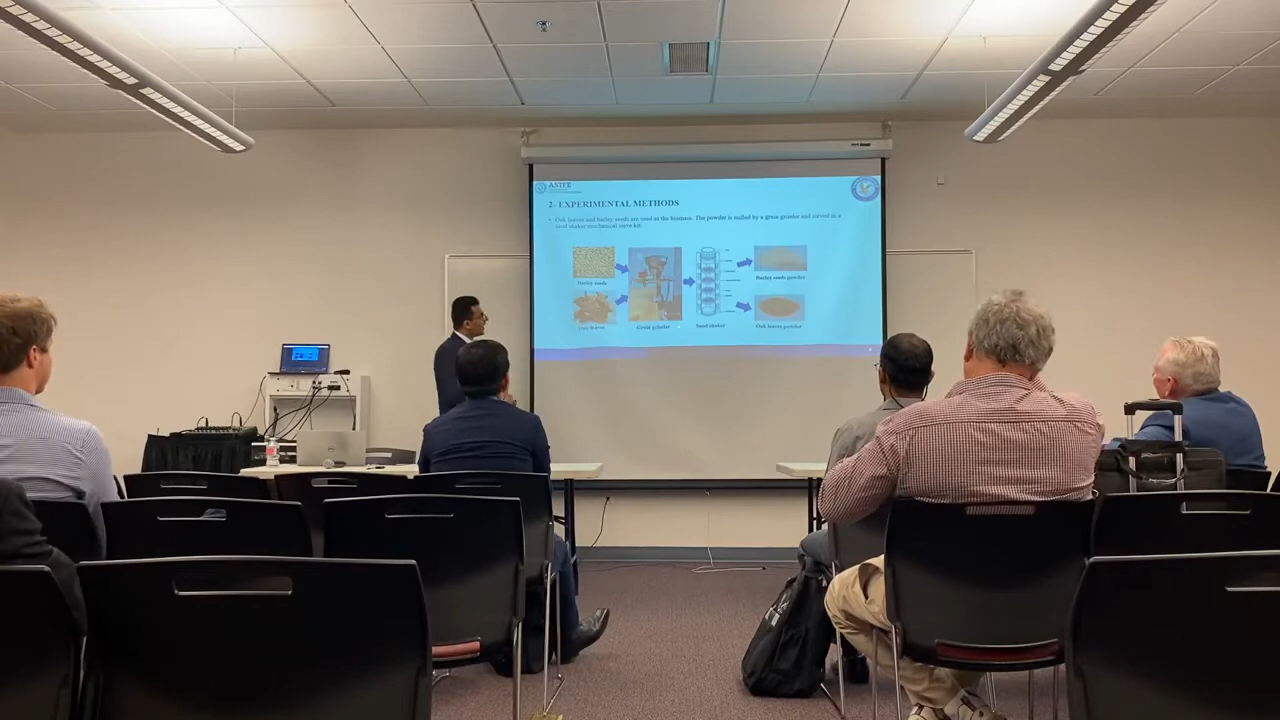 ASTFE
2- EXPERIMENTAL METHODS
• Oak leaves and barley seeds are used as the biomass. The powder is milled by a grain grinder and sieved in a
seed shaker mechanical sieve kit.
Barley seeds
Oak leaves
Grain grinder
Seed shaker
Barley seeds powder
Oak leaves powder